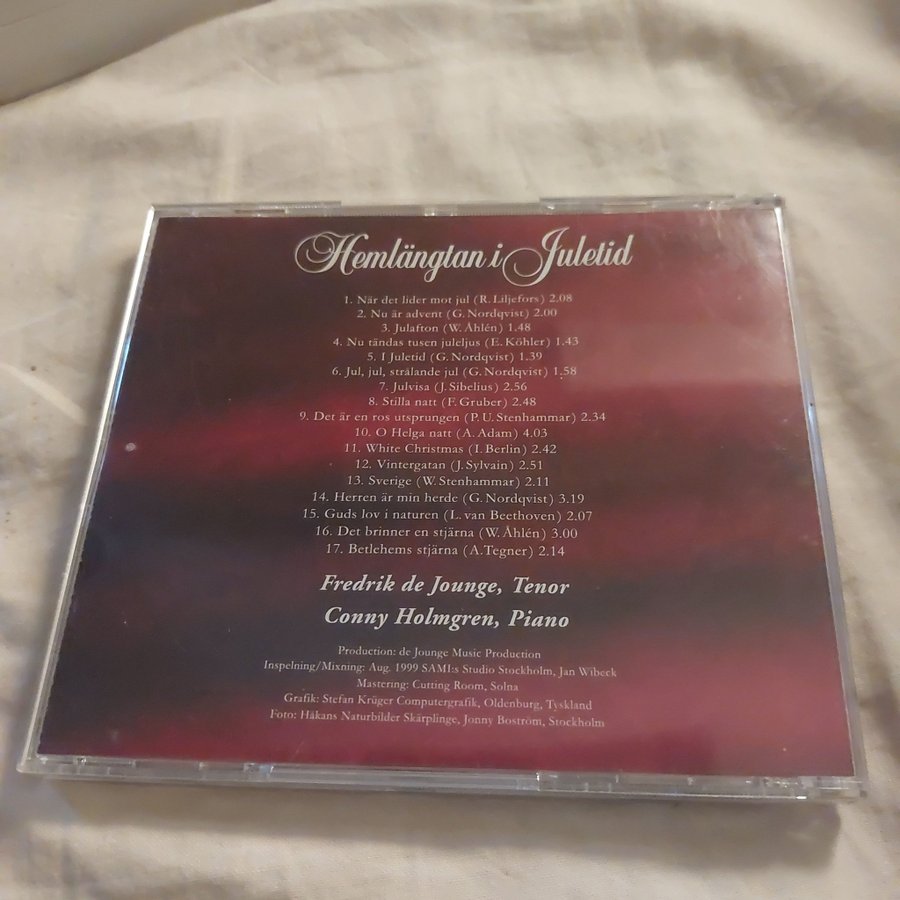 Hemlängtan i Juletid
1. När det lider mot jul (R. Liljefors) 2.08
2. Nu är advent (G. Nordqvist) 2.00
3. Julafton (W. Åhlén) 1.48
4. Nu tändas tusen juleljus (E. Köhler) 1.43
5. I Juletid (G. Nordqvist) 1.39
6. Jul, jul, strålande jul (G. Nordqvist) 1.58
7. Julvisa (J. Sibelius) 2.56
8. Stilla natt (F. Gruber) 2.48
9. Det är en ros utsprungen (P. U. Stenhammar) 2.34
10. O Helga natt (A. Adam) 4.03
11. White Christmas (I. Berlin) 2.42
12. Vintergatan (J. Sylvain) 2.51
13. Sverige (W. Stenhammar) 2.11
14. Herren är min herde (G. Nordqvist) 3.19
15. Guds lov i naturen (L. van Beethoven) 2.07
16. Det brinner en stjärna (W. Åhlén) 3.00
17. Betlehems stjärna (A. Tegner) 2.14
Fredrik de Jounge, Tenor
Conny Holmgren, Piano
Production: de Jounge Music Production
Inspelning/Mixning: Aug. 1999 SAMI:s Studio Stockholm, Jan Wibeck
Mastering: Cutting Room, Solna
Grafik: Stefan Krüger Computergrafik, Oldenburg, Tyskland
Foto: Håkans Naturbilder Skärplinge, Jonny Boström, Stockholm